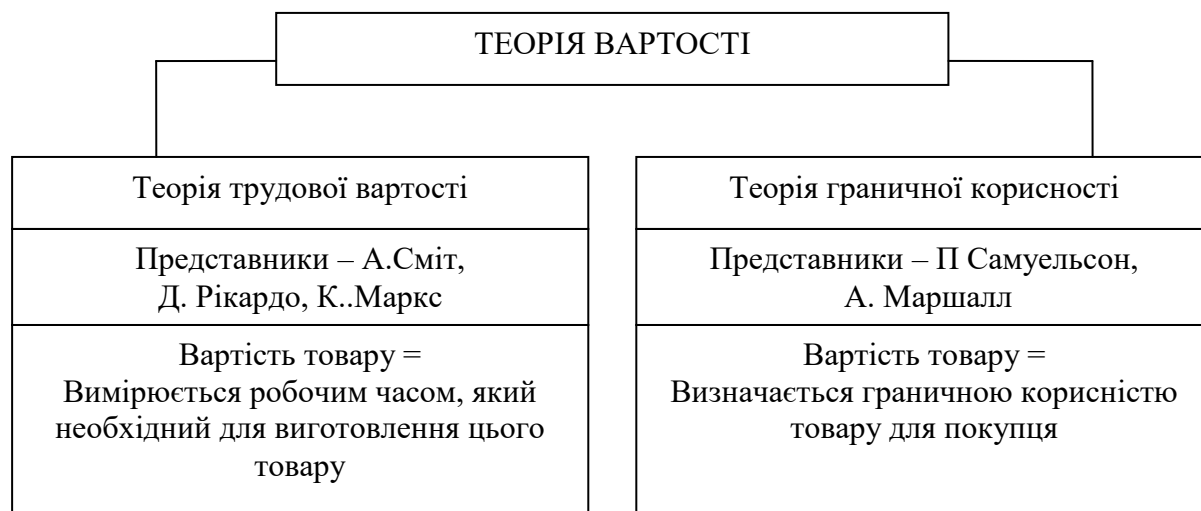 ТЕОРІЯ ВАРТОСТІ
Теорія трудової вартості
Представники – А.Сміт,
Д. Рікардо, К..Маркс
Вартість товару =
Вимірюється робочим часом, який
необхідний для виготовлення цього
товару
Теорія граничної корисності
Представники – П Самуельсон,
А. Маршалл
Вартість товару =
Визначається граничною корисністю
товару для покупця